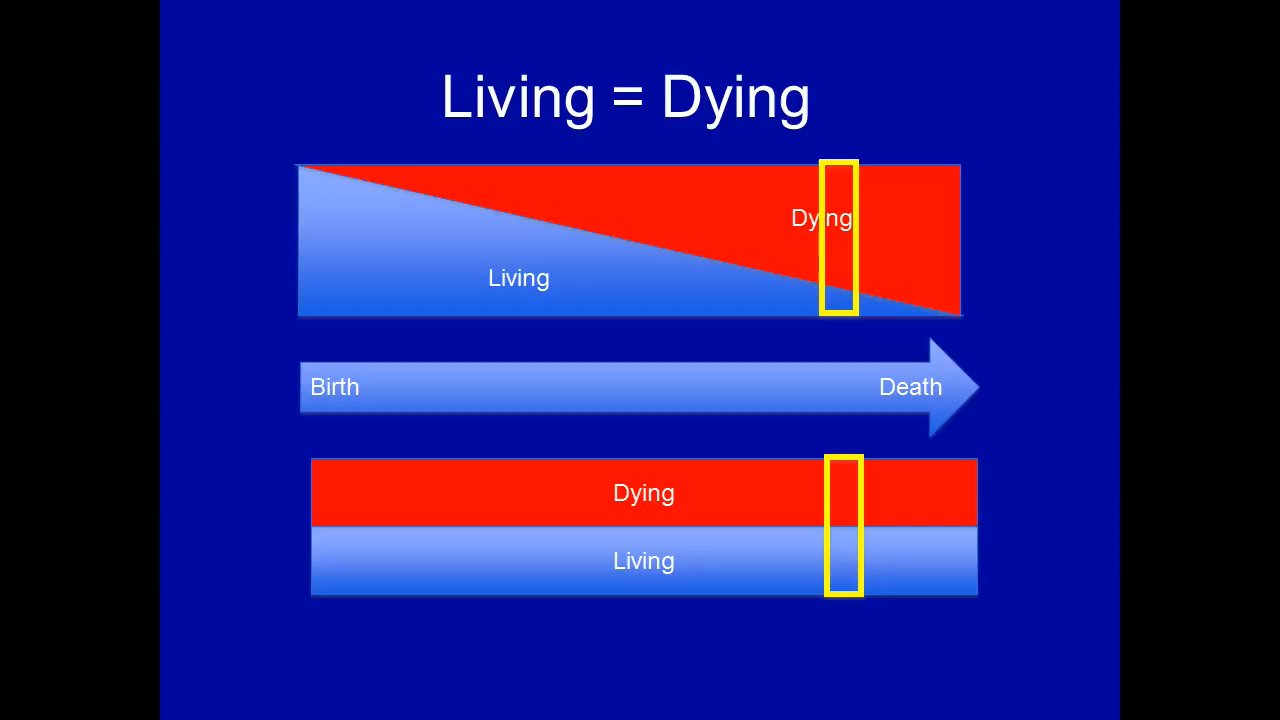 Living = Dying
Dying
Living
Birth
Death
Dying
Living